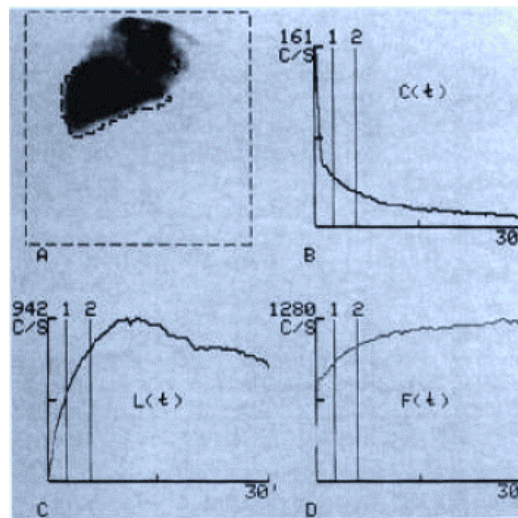 161 1 2
C/S
C(t)
30
A
B
942 1 2
C/S
L(t)
30'
C
1280 1 2
C/S
F(t)
30
D